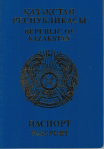 ҚАЗАҚСТАН
РЕСПУБЛИКАСЫ
REPUBLIC OF
KAZAKHSTAN
ПАСПОРТ
PASSPORT